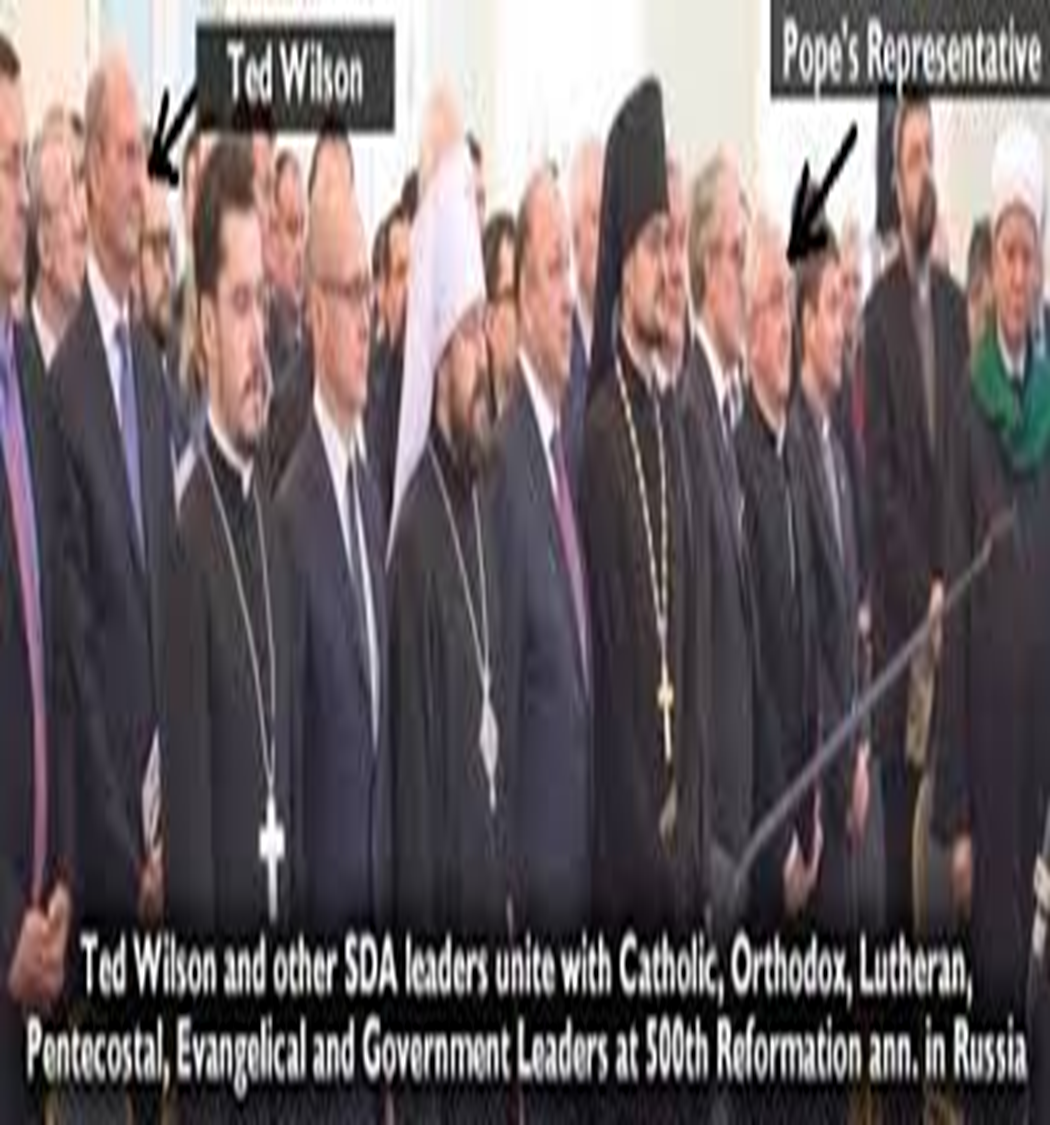 Ted Wilson
Pope's Representative
Ted Wilson and other SDA leaders unite with Catholic, Orthodox, Lutheran,
Pentecostal, Evangelical and Government Leaders at 500th Reformation ann. in Russia